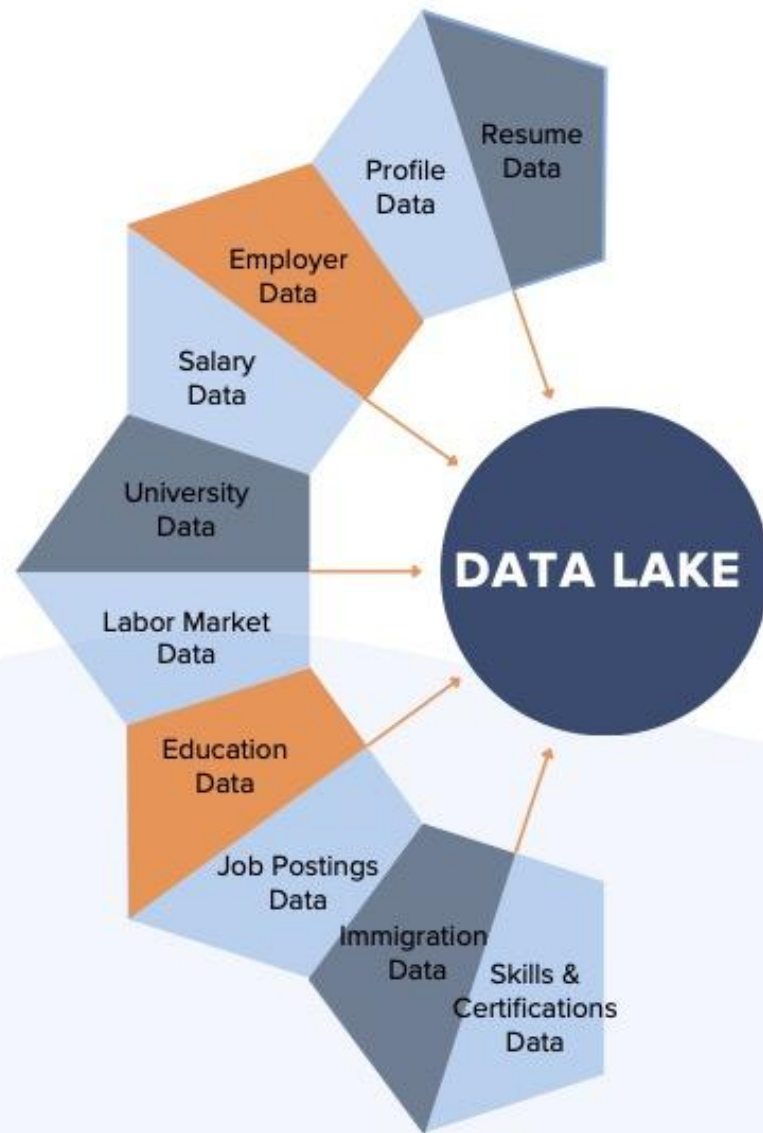 Resume
Data
Profile
Data
Employer
Data
Salary
Data
University
Data
DATA LAKE
Labor Market
Data
Education
Data
Job Postings
Data
Immigration
Data
Skills &
Certifications
Data